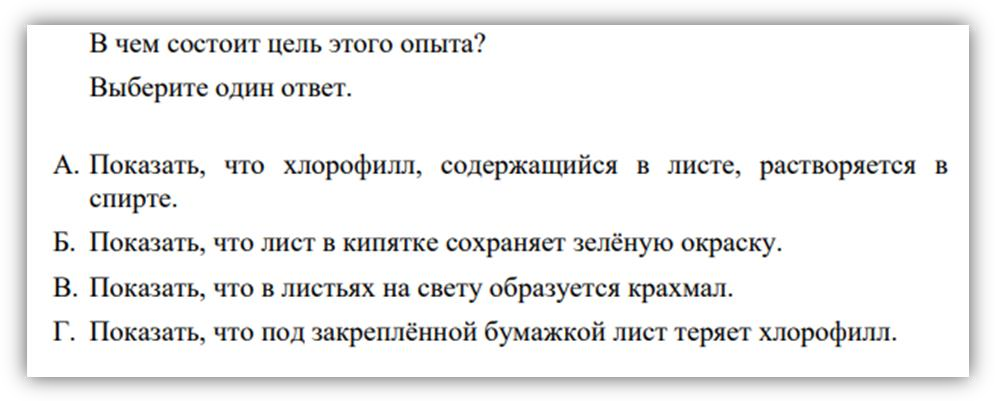 В чем состоит цель этого опыта?
Выберите один ответ.
А. Показать, что хлорофилл, содержащийся в листе, растворяется в
спирте.
Б. Показать, что лист в кипятке сохраняет зелёную окраску.
В. Показать, что в листьях на свету образуется крахмал.
Г. Показать, что под закреплённой бумажкой лист теряет хлорофилл.